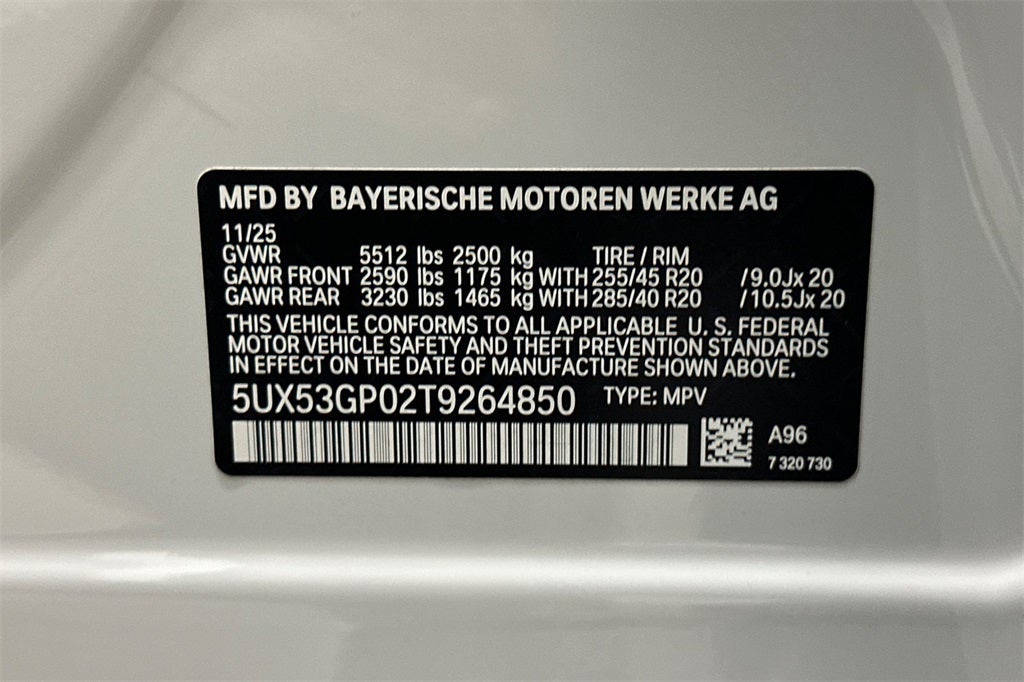 MFD BY BAYERISCHE MOTOREN WERKE AG
11/25
GVWR 5512 lbs 2500 kg TIRE / RIM
GAWR FRONT 2590 lbs 1175 kg WITH 255/45 R20 /9.0Jx 20
GAWR REAR 3230 lbs 1465 kg WITH 285/40 R20 /10.5Jx 20
THIS VEHICLE CONFORMS TO ALL APPLICABLE U. S. FEDERAL
MOTOR VEHICLE SAFETY AND THEFT PREVENTION STANDARDS
IN EFFECT ON THE DATE OF MANUFACTURE SHOWN ABOVE.
5UX53GP02T9264850 TYPE: MPV
A96
7 320 730